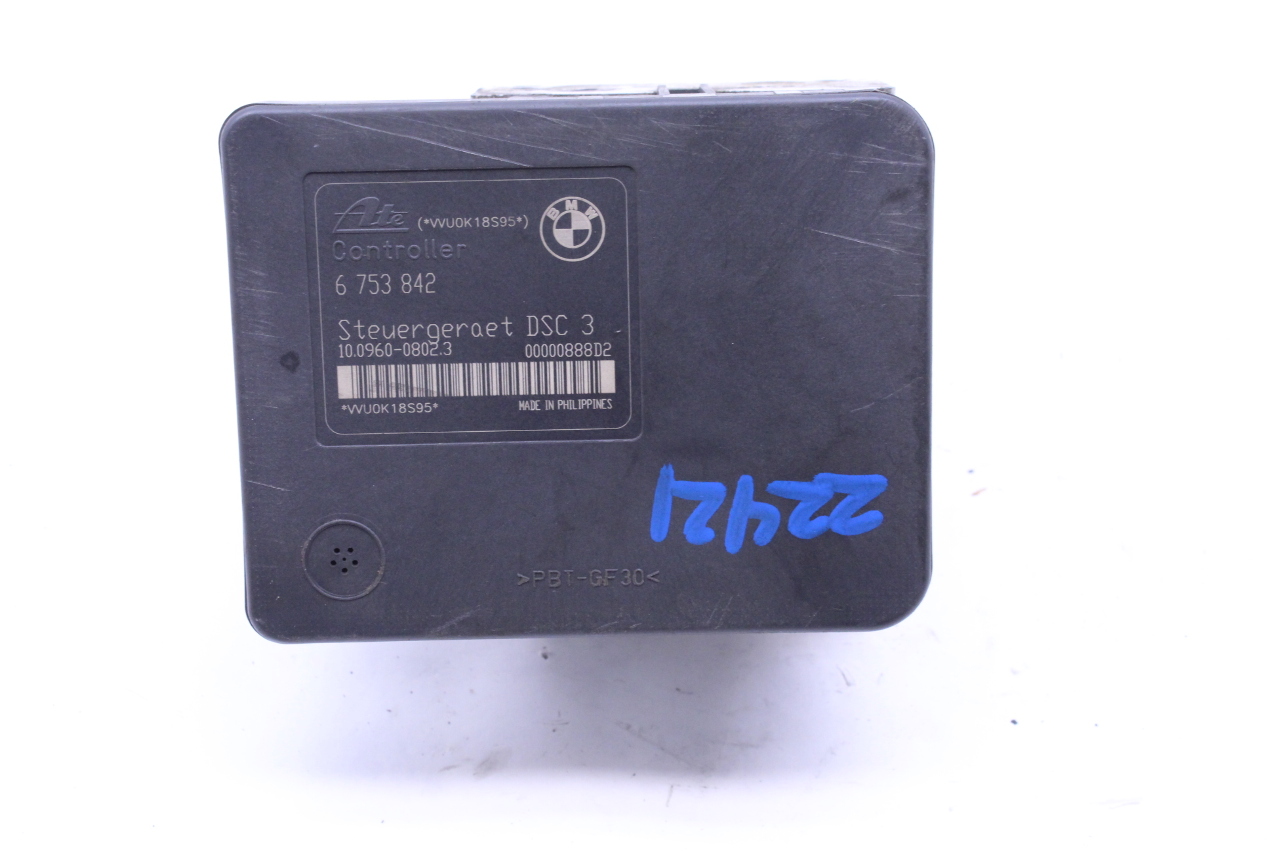 Ate (*VVU0K18S95*) BMW
Controller
6 753 842
Steuergeraet DSC 3
10.0960-0802.3 00000888D2
*VVU0K18S95* MADE IN PHILIPPINES
22421
>PBT-GF30<